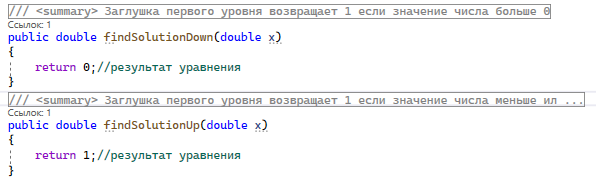 /// <summary> Заглушка первого уровня возвращает 1 если значение числа больше 0
Ссылок: 1
public double findSolutionDown(double x)
{
return 0;//результат уравнения
}
/// <summary> Заглушка первого уровня возвращает 1 если значение числа меньше ил ...
Ссылок: 1
public double findSolutionUp(double x)
{
return 1;//результат уравнения
}